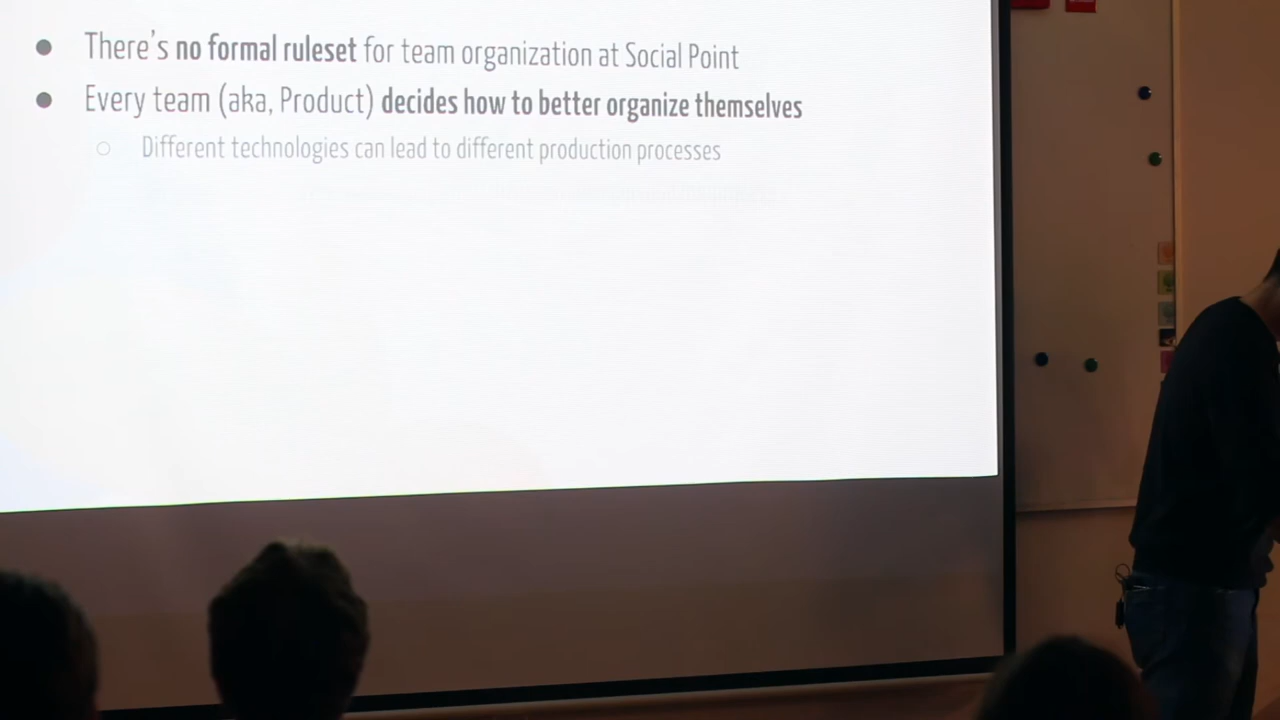 There's no formal ruleset for team organization at Social Point
Every team (aka, Product) decides how to better organize themselves
Different technologies can lead to different production processes